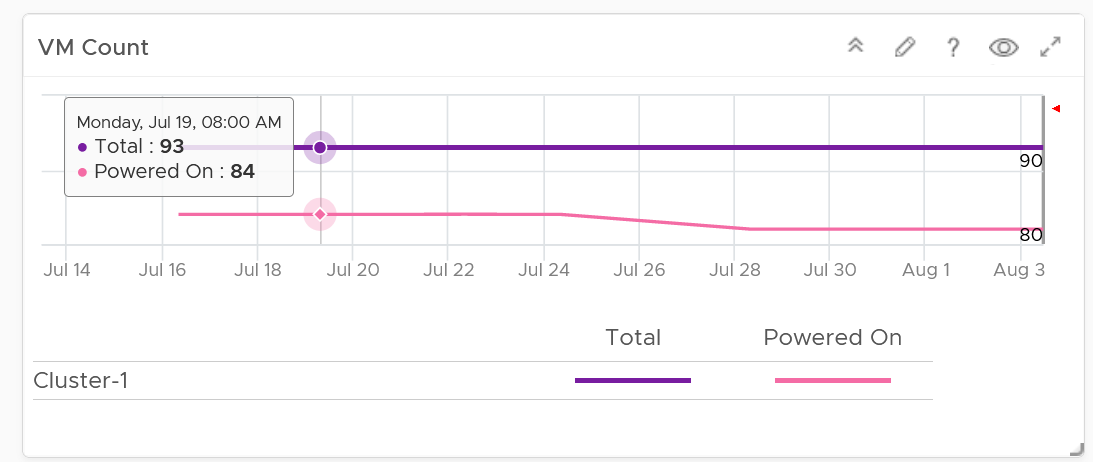 VM Count
?
Monday, Jul 19, 08:00 AM
Total : 93
Powered On : 84
90
80
Jul 14 Jul 16 Jul 18 Jul 20 Jul 22 Jul 24 Jul 26 Jul 28 Jul 30 Aug 1 Aug 3
Total Powered On
Cluster-1